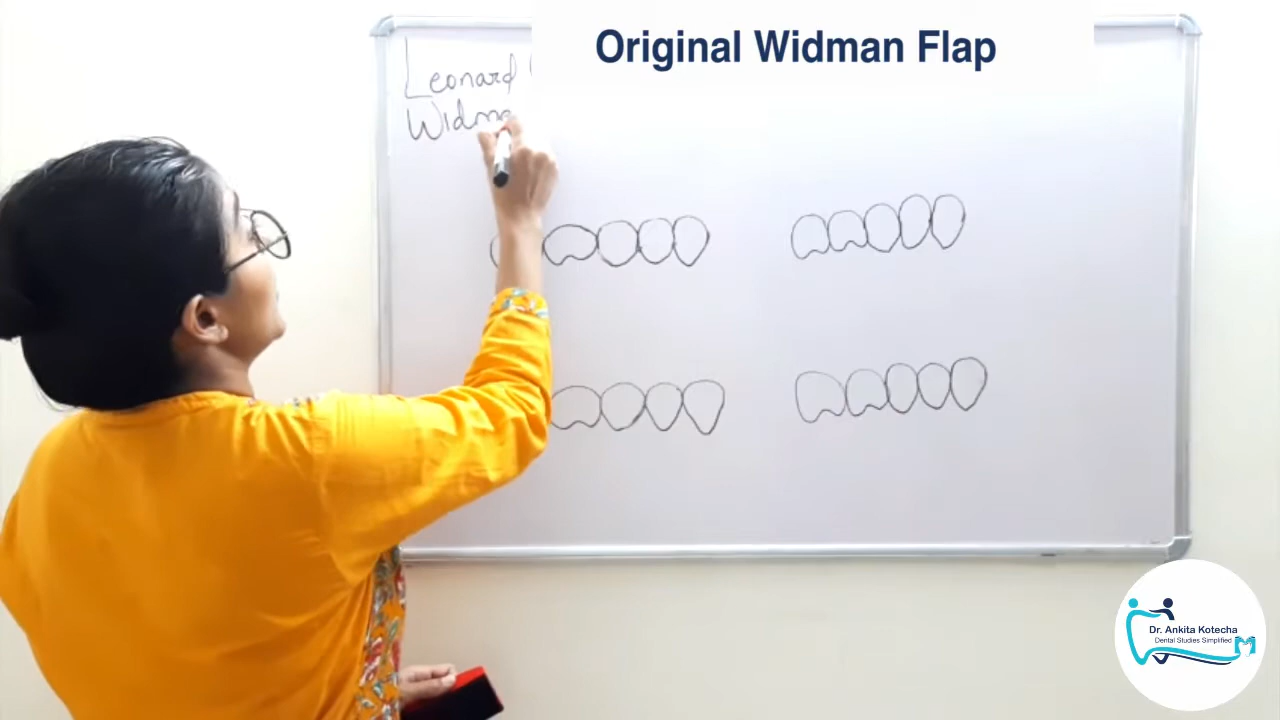 Original Widman Flap
Leonard
Dr. Ankita Kotecha
Dental Studies Simplified